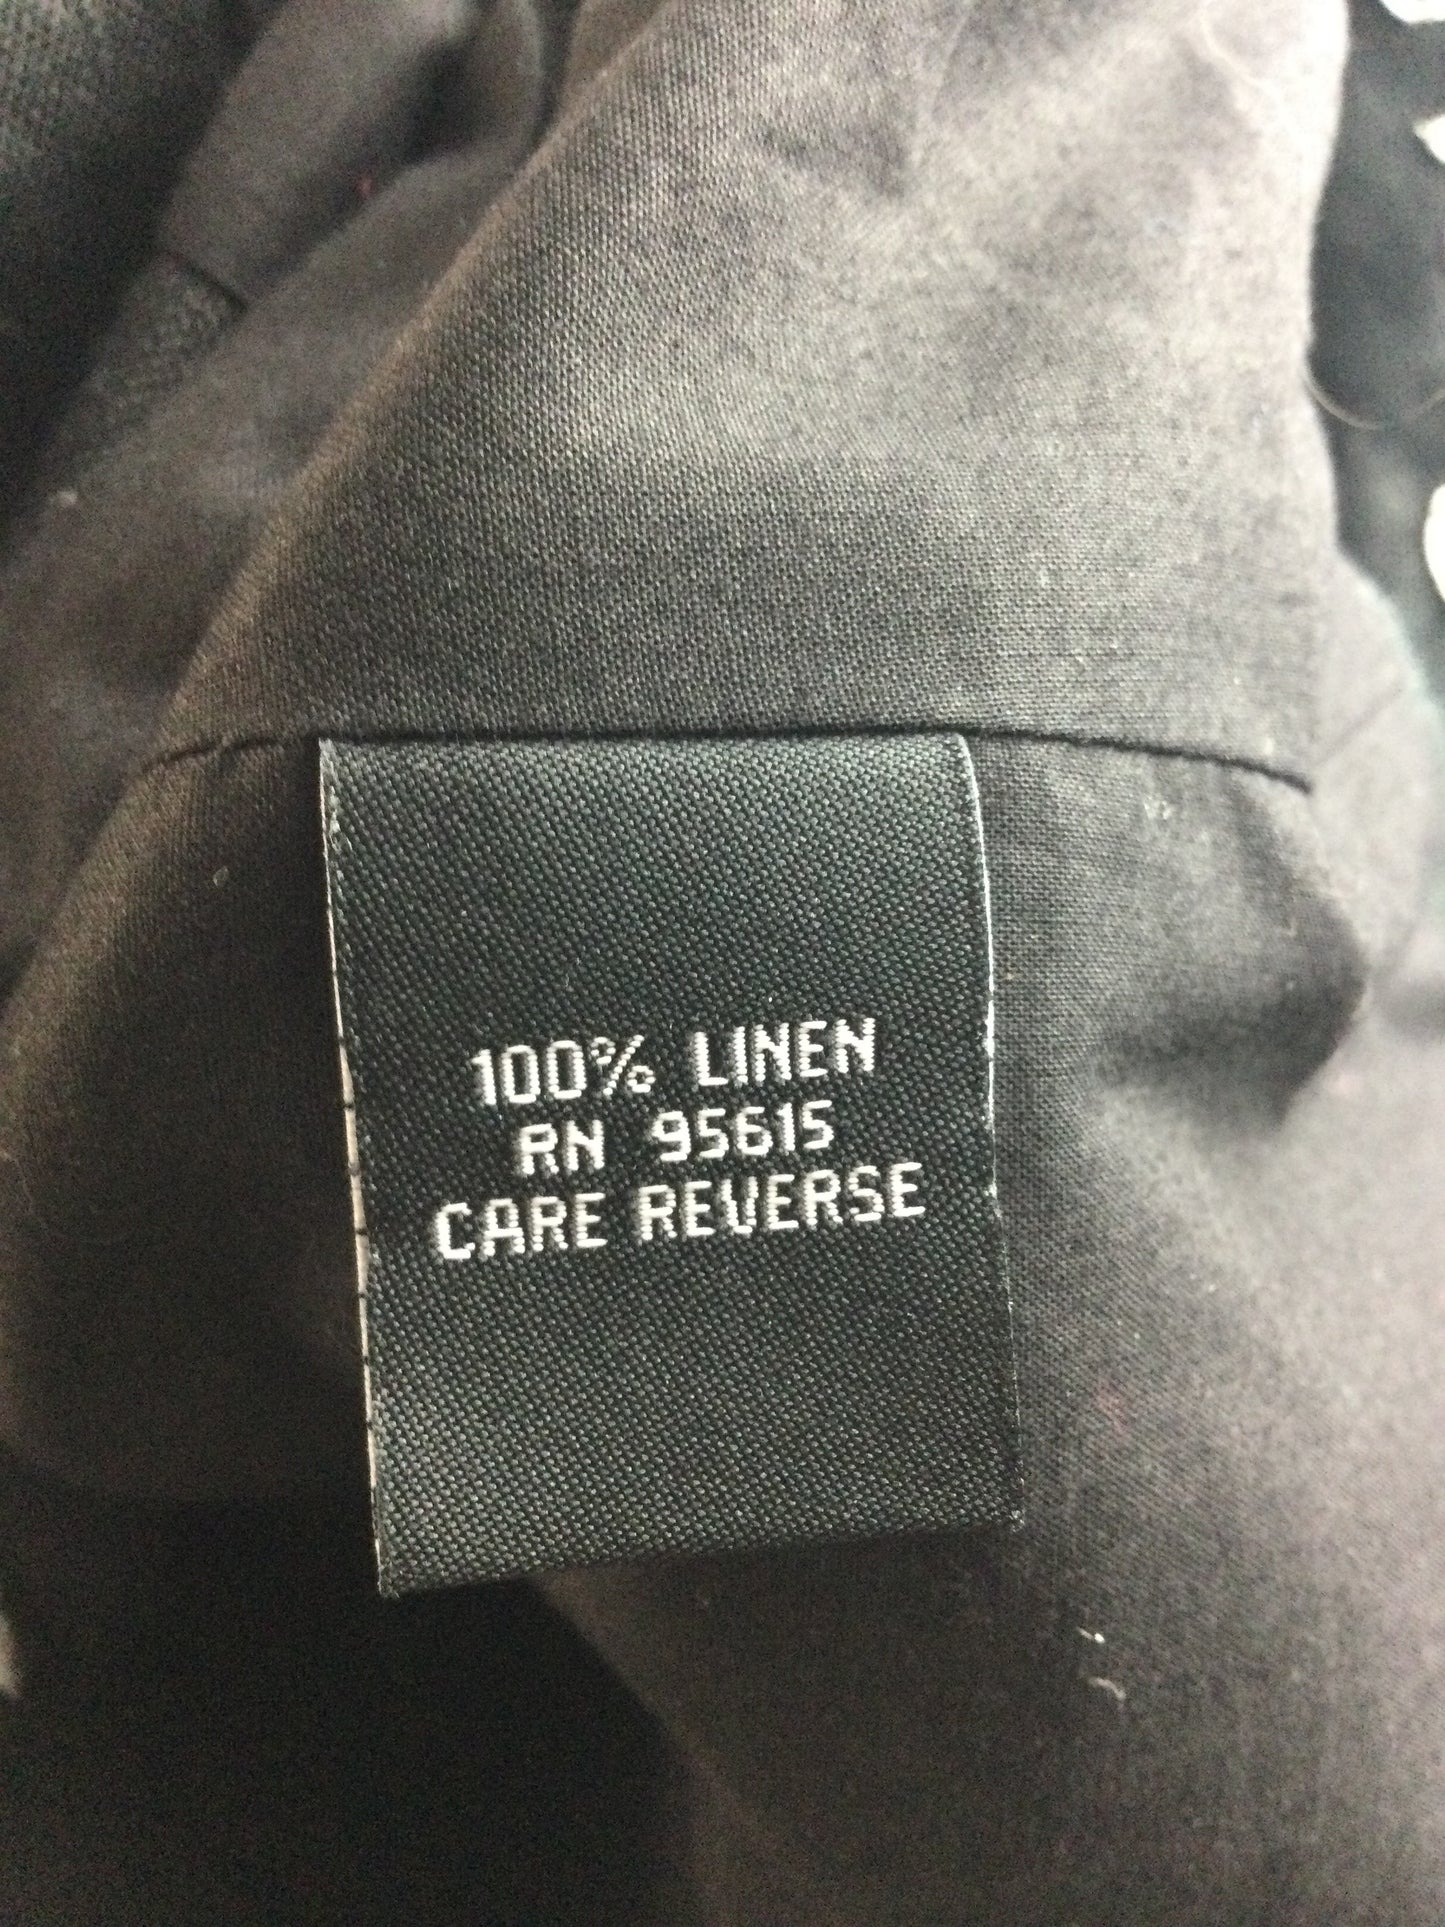 100% LINEN
RN 95615
CARE REVERSE